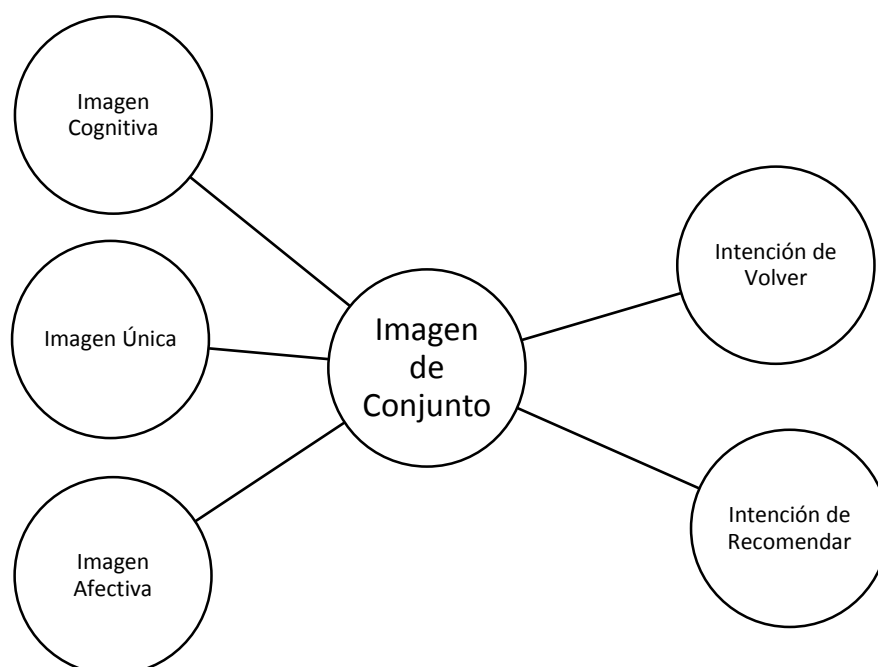 Imagen
Cognitiva
Imagen Única
Imagen
Afectiva
Imagen
de
Conjunto
Intención de
Volver
Intención de
Recomendar